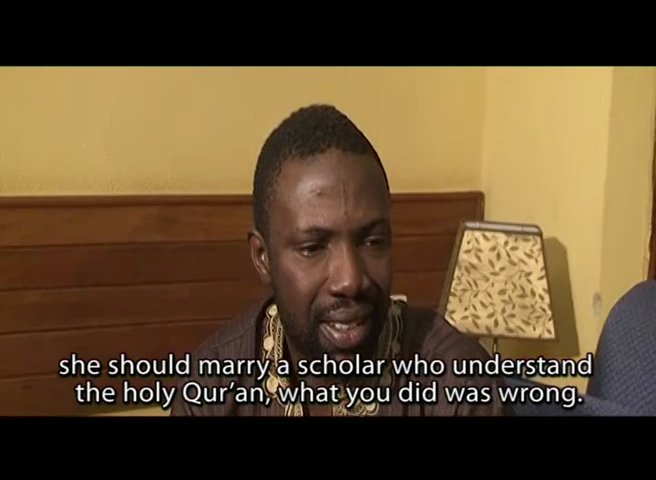 she should marry a scholar who understand
the holy Qur'an, what you did was wrong.